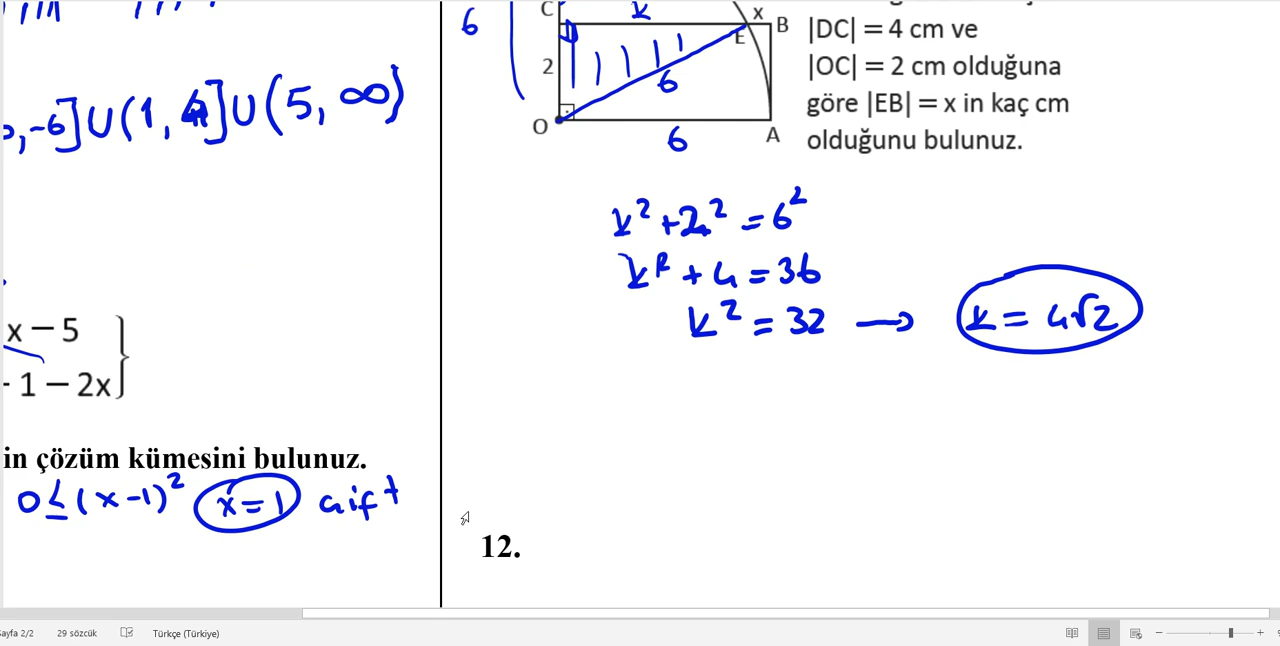 ,-6] U (1, 4] U (5, ∞)
x − 5
- 1 − 2x
in çözüm kümesini bulunuz.
0 ≤ (x-1)² x=1 çift
6
C
k
x
B
E
2
6
O
6
A
|DC| = 4 cm ve
|OC| = 2 cm olduğuna
göre |EB| = x in kaç cm
olduğunu bulunuz.
k² + 2² = 6²
k² + 4 = 36
k² = 32 → k = 4√2
12.
Sayfa 2/2 29 sözcük Türkçe (Türkiye)